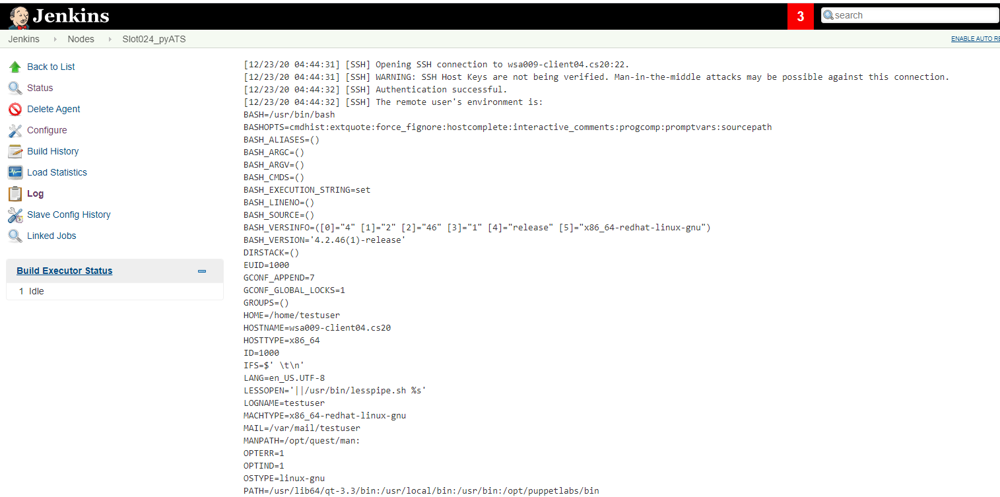 Jenkins
3
search
Jenkins Nodes Slot024_pyATS
ENABLE AUTO RE
Back to List
Status
Delete Agent
Configure
Build History
Load Statistics
Log
Slave Config History
Linked Jobs
Build Executor Status
1 Idle
[12/23/20 04:44:31] [SSH] Opening SSH connection to wsa009-client04.cs20:22.
[12/23/20 04:44:31] [SSH] WARNING: SSH Host Keys are not being verified. Man-in-the-middle attacks may be possible against this connection.
[12/23/20 04:44:32] [SSH] Authentication successful.
[12/23/20 04:44:32] [SSH] The remote user's environment is:
BASH=/usr/bin/bash
BASHOPTS=cmdhist:extquote:force_fignore:hostcomplete:interactive_comments:progcomp:promptvars:sourcepath
BASH_ALIASES=()
BASH_ARGC=()
BASH_ARGV=()
BASH_CMDS=()
BASH_EXECUTION_STRING=set
BASH_LINENO=()
BASH_SOURCE=()
BASH_VERSINFO=([0]="4" [1]="2" [2]="46" [3]="1" [4]="release" [5]="x86_64-redhat-linux-gnu")
BASH_VERSION='4.2.46(1)-release'
DIRSTACK=()
EUID=1000
GCONF_APPEND=7
GCONF_GLOBAL_LOCKS=1
GROUPS=()
HOME=/home/testuser
HOSTNAME=wsa009-client04.cs20
HOSTTYPE=x86_64
ID=1000
IFS=$' \t\n'
LANG=en_US.UTF-8
LESSOPEN='||/usr/bin/lesspipe.sh %s'
LOGNAME=testuser
MACHTYPE=x86_64-redhat-linux-gnu
MAIL=/var/mail/testuser
MANPATH=/opt/quest/man:
OPTERR=1
OPTIND=1
OSTYPE=linux-gnu
PATH=/usr/lib64/qt-3.3/bin:/usr/local/bin:/usr/bin:/opt/puppetlabs/bin